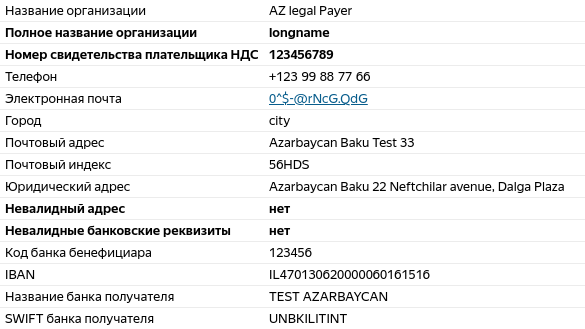 Название организации AZ legal Payer
Полное название организации longname
Номер свидетельства плательщика НДС 123456789
Телефон +123 99 88 77 66
Электронная почта 0^$-@rNcG.QdG
Город city
Почтовый адрес Azarbaycan Baku Test 33
Почтовый индекс 56HDS
Юридический адрес Azarbaycan Baku 22 Neftchilar avenue, Dalga Plaza
Невалидный адрес нет
Невалидные банковские реквизиты нет
Код банка бенефициара 123456
IBAN IL470130620000060161516
Название банка получателя TEST AZARBAYCAN
SWIFT банка получателя UNBKILITINT